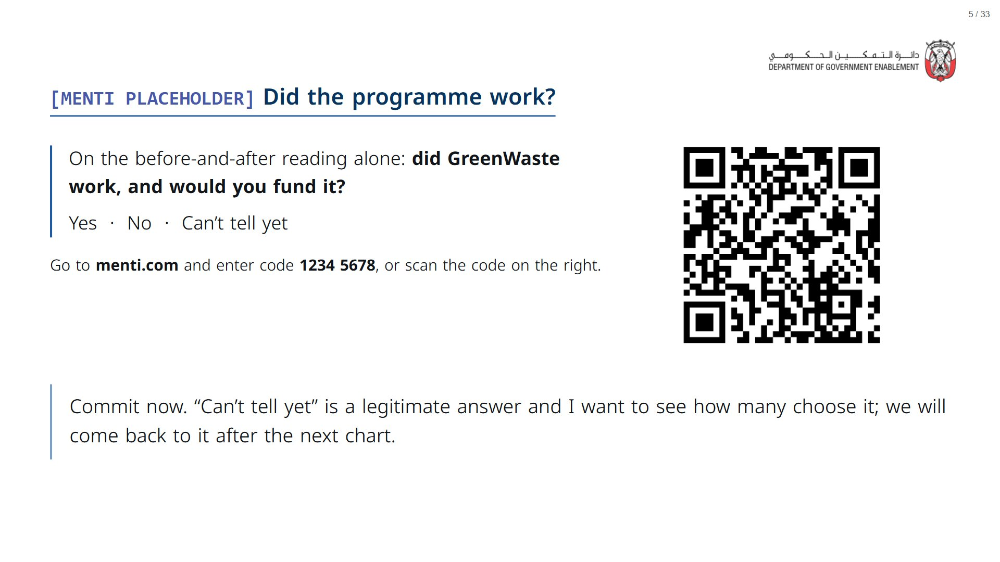 5 / 33
دائرة التمكين الحكومي
DEPARTMENT OF GOVERNMENT ENABLEMENT
[MENTI PLACEHOLDER] Did the programme work?
On the before-and-after reading alone: did GreenWaste
work, and would you fund it?
Yes · No · Can’t tell yet
Go to menti.com and enter code 1234 5678, or scan the code on the right.
Commit now. “Can’t tell yet” is a legitimate answer and I want to see how many choose it; we will
come back to it after the next chart.